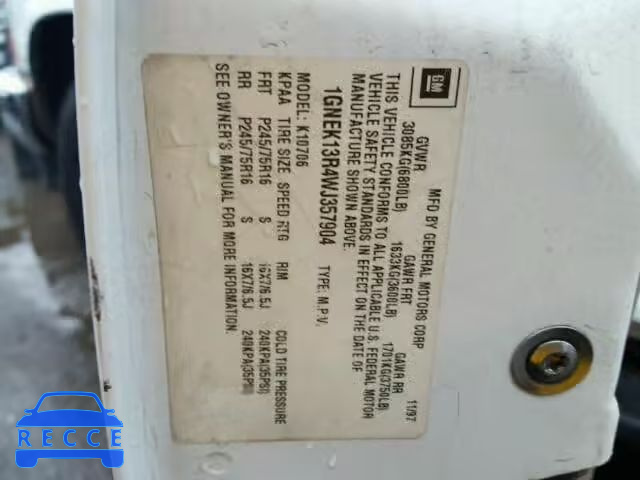 GM
MFD BY GENERAL MOTORS CORP 11/97
GVWR GAWR FRT GAWR RR
3085KG(6800LB) 1633KG(3600LB) 1701KG(3750LB)
THIS VEHICLE CONFORMS TO ALL APPLICABLE U.S. FEDERAL MOTOR
VEHICLE SAFETY STANDARDS IN EFFECT ON THE DATE OF
MANUFACTURE SHOWN ABOVE.
1GNEK13R4WJ357904 TYPE: M.P.V.
MODEL: K10706
KPAA TIRE SIZE SPEED RTG RIM COLD TIRE PRESSURE
FRT P245/75R16 S 16X7/6.5J 240KPA(35PSI)
RR P245/75R16 S 16X7/6.5J 240KPA(35PSI)
SEE OWNER'S MANUAL FOR MORE INFORMATION.
RECCE